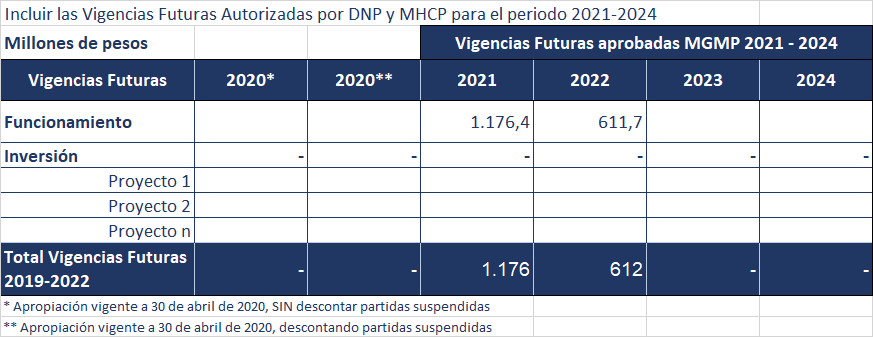 Incluir las Vigencias Futuras Autorizadas por DNP y MHCP para el periodo 2021-2024
Millones de pesos Vigencias Futuras aprobadas MGMP 2021 - 2024
Vigencias Futuras 2020* 2020** 2021 2022 2023 2024
Funcionamiento 1.176,4 611,7
Inversión - - - - - -
Proyecto 1
Proyecto 2
Proyecto n
Total Vigencias Futuras
2019-2022 - - 1.176 612 - -
* Apropiación vigente a 30 de abril de 2020, SIN descontar partidas suspendidas
** Apropiación vigente a 30 de abril de 2020, descontando partidas suspendidas